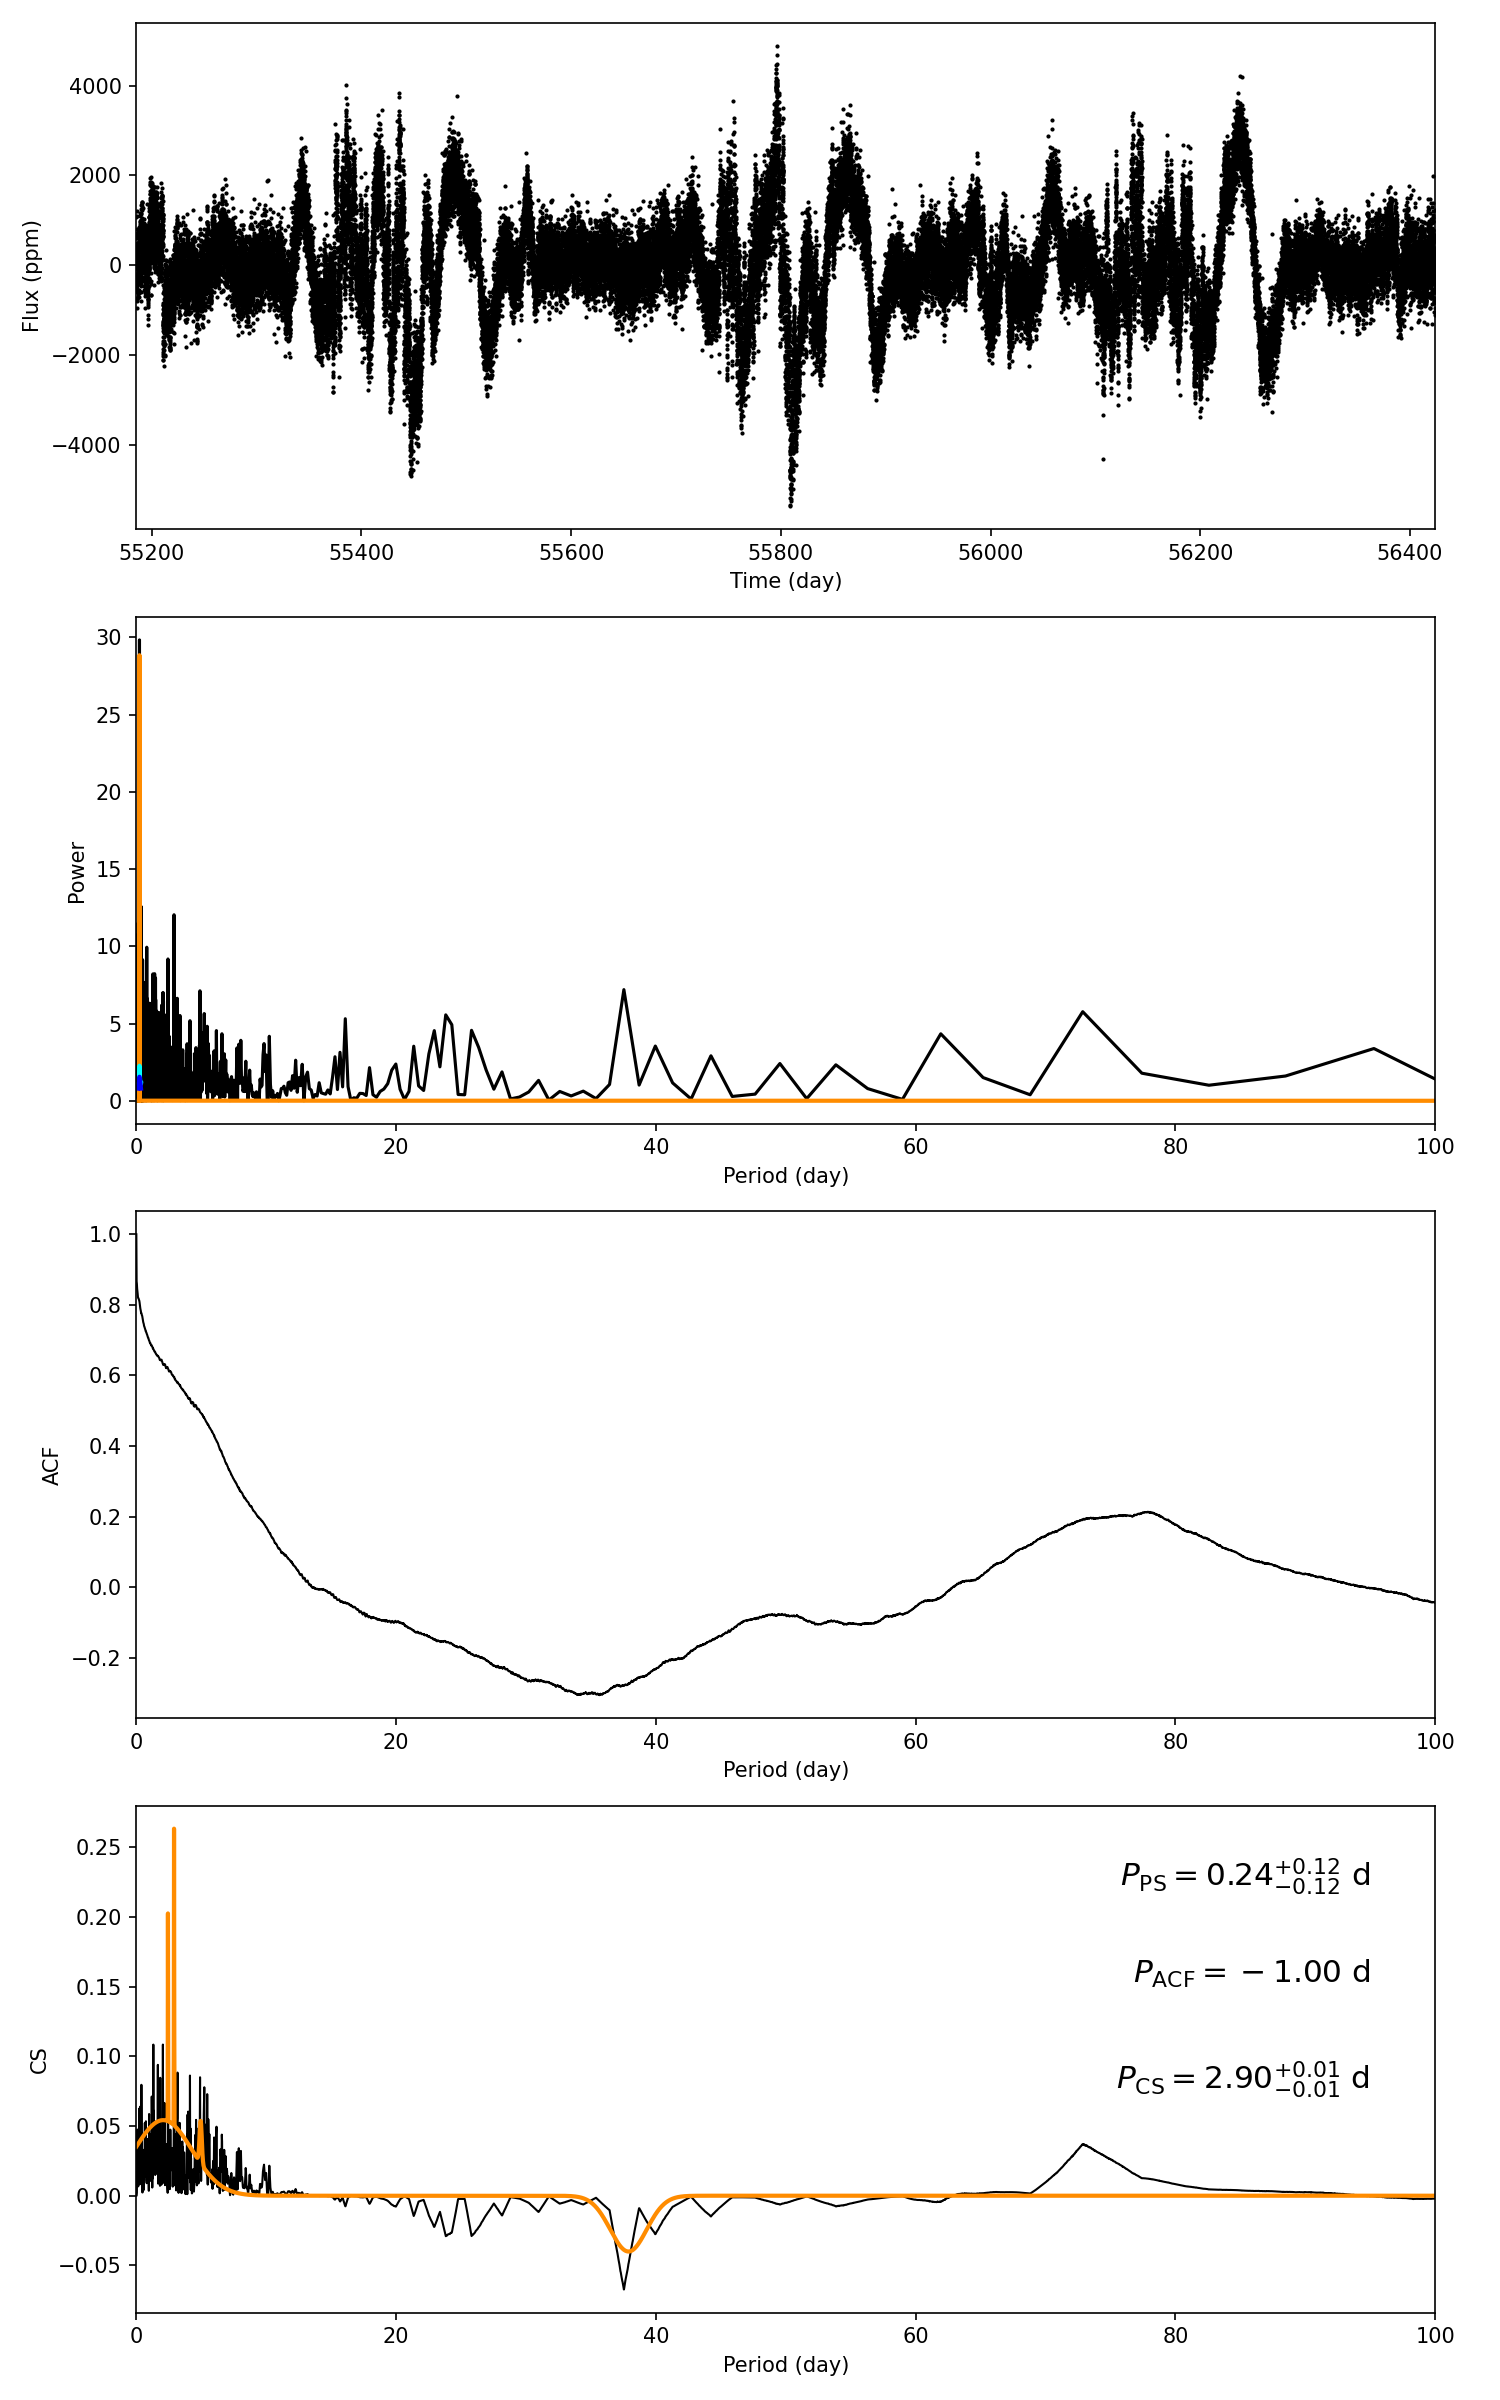 4000
2000
0
−2000
−4000
Flux (ppm)
55200 55400 55600 55800 56000 56200 56400
Time (day)
30
25
20
15
10
5
0
Power
0 20 40 60 80 100
Period (day)
1.0
0.8
0.6
0.4
0.2
0.0
−0.2
ACF
0 20 40 60 80 100
Period (day)
0.25
0.20
0.15
0.10
0.05
0.00
−0.05
CS
P_PS = 0.24^{+0.12}_{−0.12} d
P_ACF = −1.00 d
P_CS = 2.90^{+0.01}_{−0.01} d
0 20 40 60 80 100
Period (day)